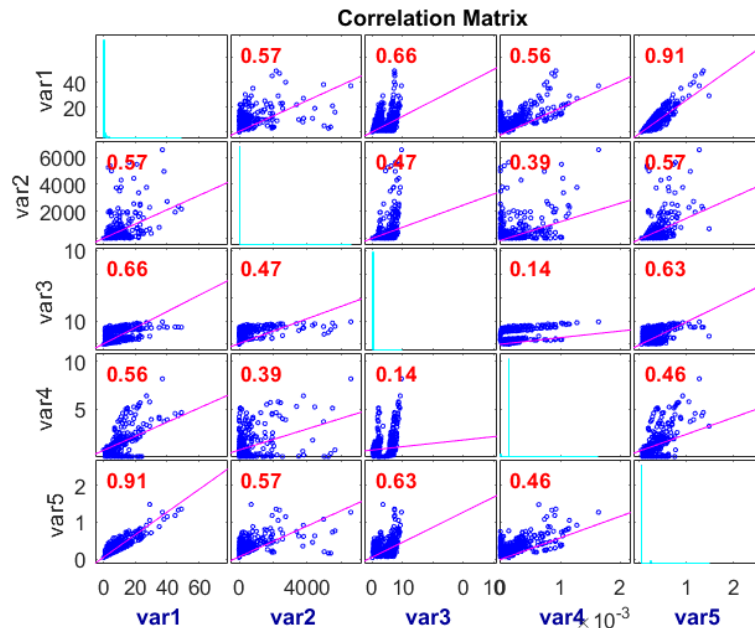 Correlation Matrix
var1 40 20 0.57 0.66 0.56 0.91
var2 6000 4000 2000 0 0.57 0.47 0.39 0.57
var3 10 10 0.66 0.47 0.14 0.63
var4 10 5 0.56 0.39 0.14 0.46
var5 2 1 0 0.91 0.57 0.63 0.46
0 20 40 60 0 4000 0 10 0 10 0 1 2 0 1 2
var1 var2 var3 var4 ×10⁻³ var5